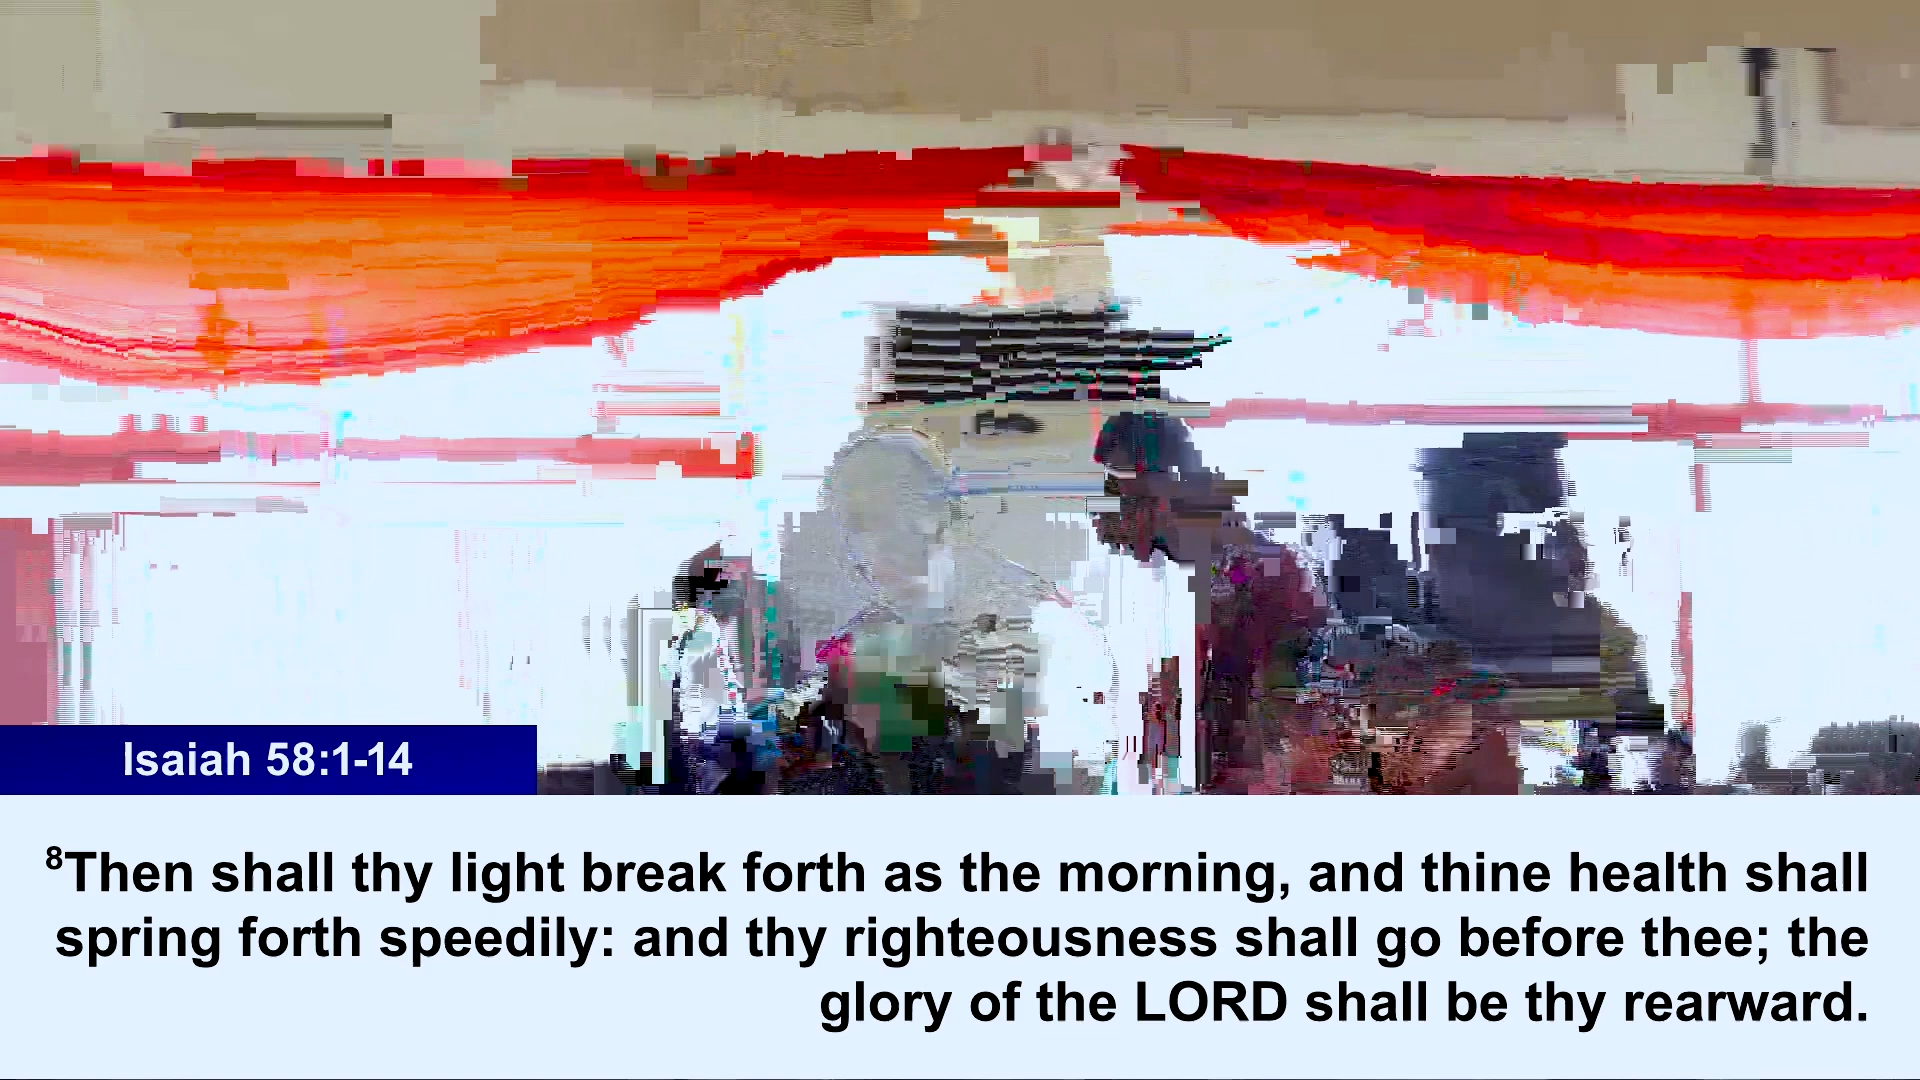 Isaiah 58:1-14
⁸Then shall thy light break forth as the morning, and thine health shall
spring forth speedily: and thy righteousness shall go before thee; the
glory of the LORD shall be thy rearward.